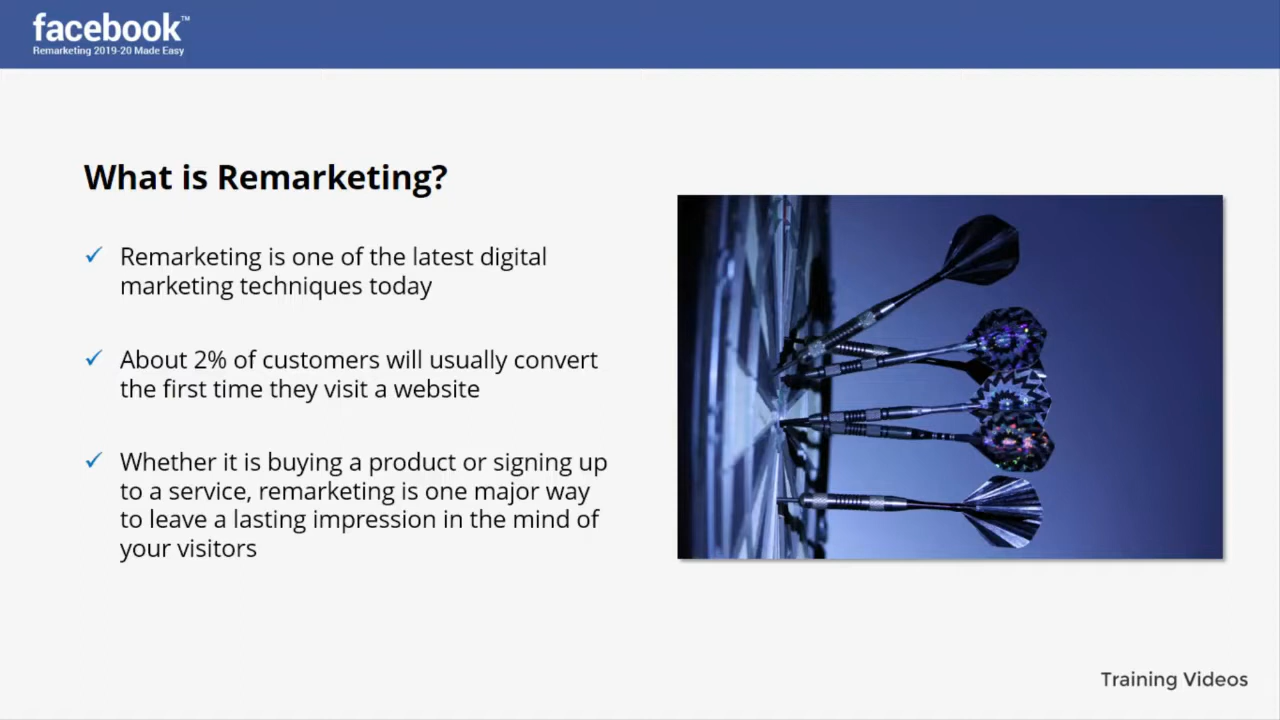 facebook™
Remarketing 2019-20 Made Easy
What is Remarketing?
✓ Remarketing is one of the latest digital
marketing techniques today
✓ About 2% of customers will usually convert
the first time they visit a website
✓ Whether it is buying a product or signing up
to a service, remarketing is one major way
to leave a lasting impression in the mind of
your visitors
Training Videos